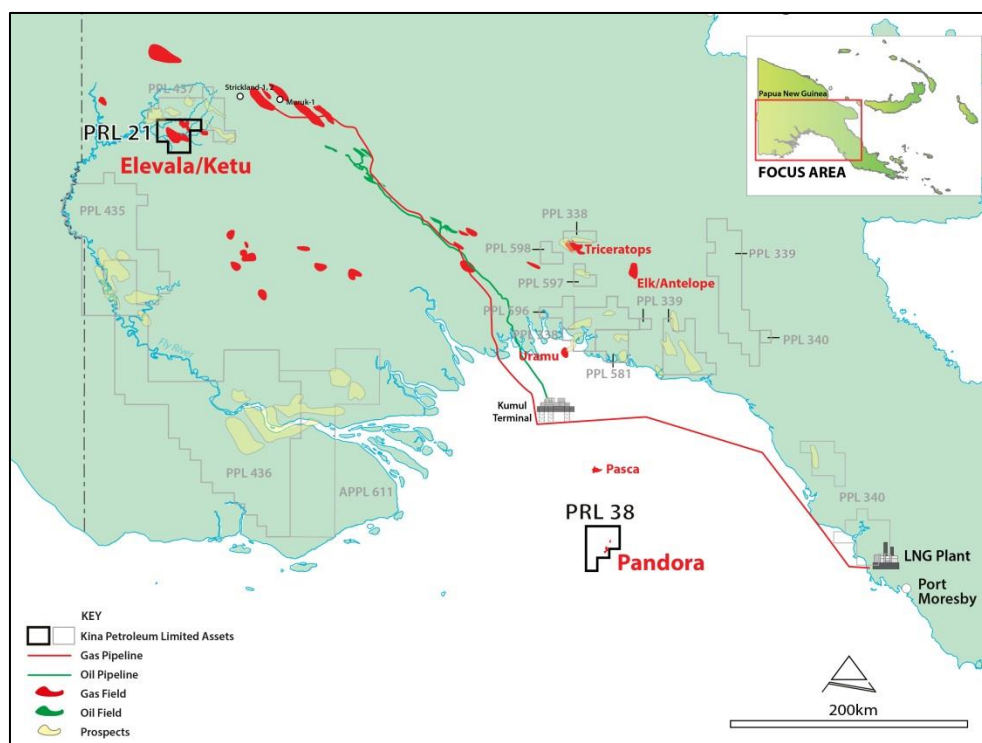 Strickland-1, 2
Muruk-1
PPL 437
PRL 21
Elevala/Ketu
PPL 435
Papua New Guinea
FOCUS AREA
PPL 338
PPL 598
Triceratops
PPL 339
PPL 597
Elk/Antelope
PPL 596
PPL 339
PPL 338
PPL 340
Fly River
Uramu
PPL 581
Kumul
Terminal
PPL 436
APPL 611
Pasca
PRL 38
Pandora
PPL 340
LNG Plant
Port
Moresby
KEY
Kina Petroleum Limited Assets
Gas Pipeline
Oil Pipeline
Gas Field
Oil Field
Prospects
200km